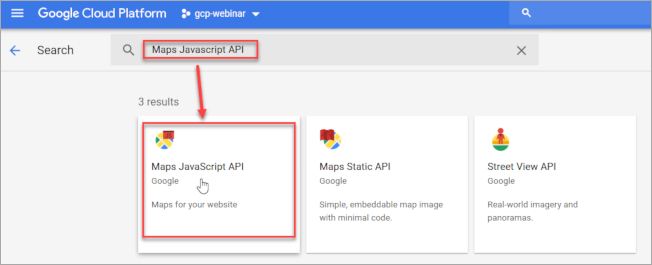 Google Cloud Platform
gcp-webinar
Search
Maps Javascript API
3 results
Maps JavaScript API
Google
Maps for your website
Maps Static API
Google
Simple, embeddable map image
with minimal code.
Street View API
Google
Real-world imagery and
panoramas.